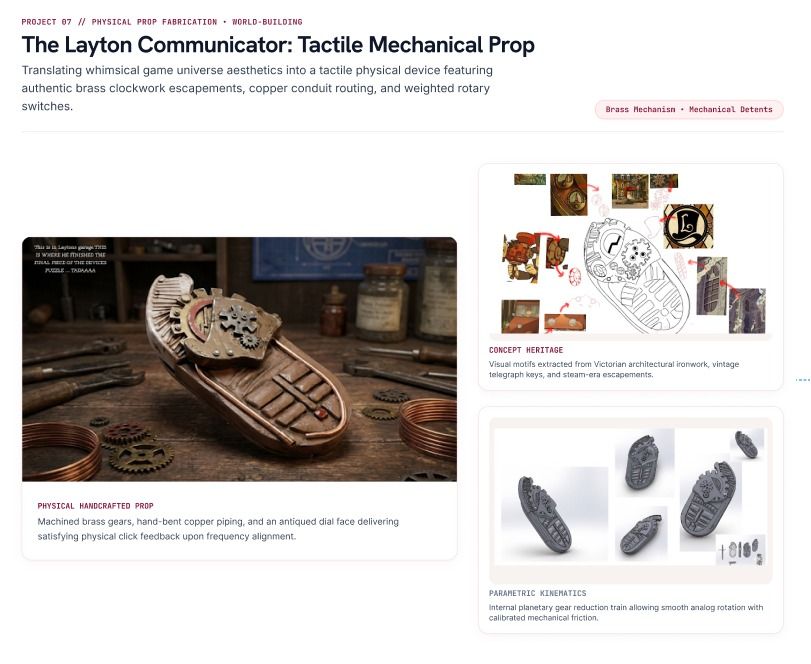 PROJECT 07 // PHYSICAL PROP FABRICATION • WORLD-BUILDING
The Layton Communicator: Tactile Mechanical Prop
Translating whimsical game universe aesthetics into a tactile physical device featuring
authentic brass clockwork escapements, copper conduit routing, and weighted rotary
switches.
Brass Mechanism • Mechanical Detents
This is in Laytons garage. THIS
IS WHERE HE FINISHED THE
FINAL PIECE OF THE DEVICES
PUZZLE ... TADAAAA
PHYSICAL HANDCRAFTED PROP
Machined brass gears, hand-bent copper piping, and an antiqued dial face delivering
satisfying physical click feedback upon frequency alignment.
CONCEPT HERITAGE
Visual motifs extracted from Victorian architectural ironwork, vintage
telegraph keys, and steam-era escapements.
PARAMETRIC KINEMATICS
Internal planetary gear reduction train allowing smooth analog rotation with
calibrated mechanical friction.